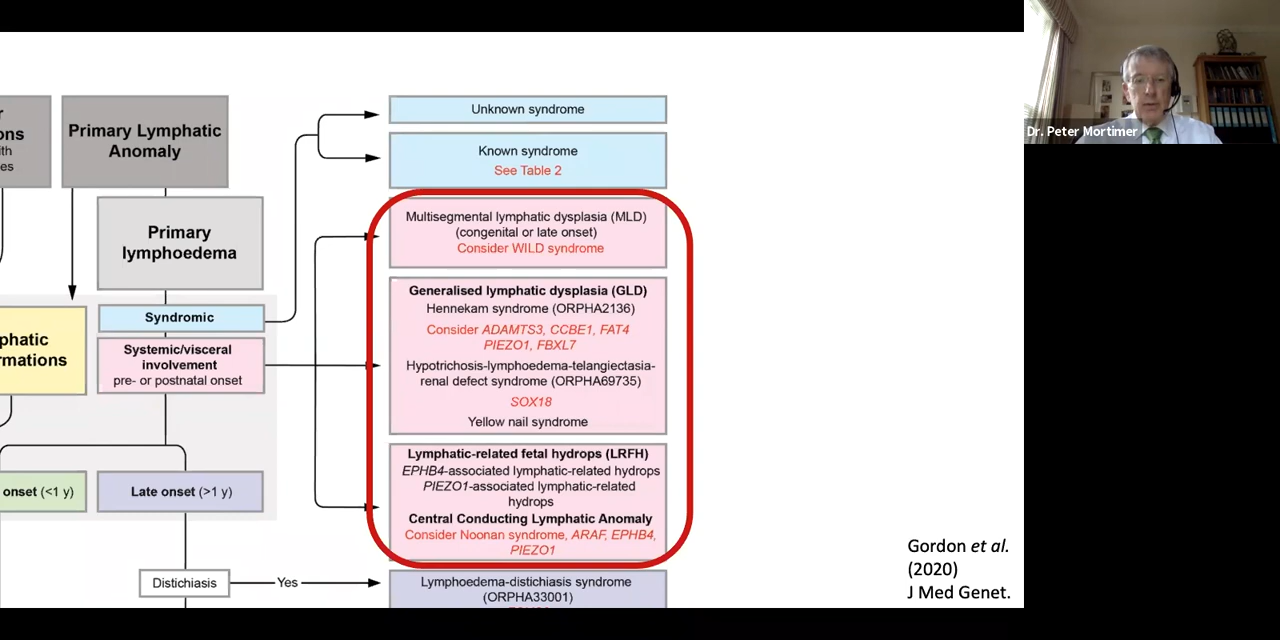 r
ons
ith
es
Primary Lymphatic
Anomaly
Primary
lymphoedema
Syndromic
Systemic/visceral
involvement
pre- or postnatal onset
phatic
rmations
onset (<1 y)
Late onset (>1 y)
Distichiasis
Yes
Unknown syndrome
Known syndrome
See Table 2
Multisegmental lymphatic dysplasia (MLD)
(congenital or late onset)
Consider WILD syndrome
Generalised lymphatic dysplasia (GLD)
Hennekam syndrome (ORPHA2136)
Consider ADAMTS3, CCBE1, FAT4
PIEZO1, FBXL7
Hypotrichosis-lymphoedema-telangiectasia-
renal defect syndrome (ORPHA69735)
SOX18
Yellow nail syndrome
Lymphatic-related fetal hydrops (LRFH)
EPHB4-associated lymphatic-related hydrops
PIEZO1-associated lymphatic-related
hydrops
Central Conducting Lymphatic Anomaly
Consider Noonan syndrome, ARAF, EPHB4,
PIEZO1
Lymphoedema-distichiasis syndrome
(ORPHA33001)
Gordon et al.
(2020)
J Med Genet.
Dr. Peter Mortimer